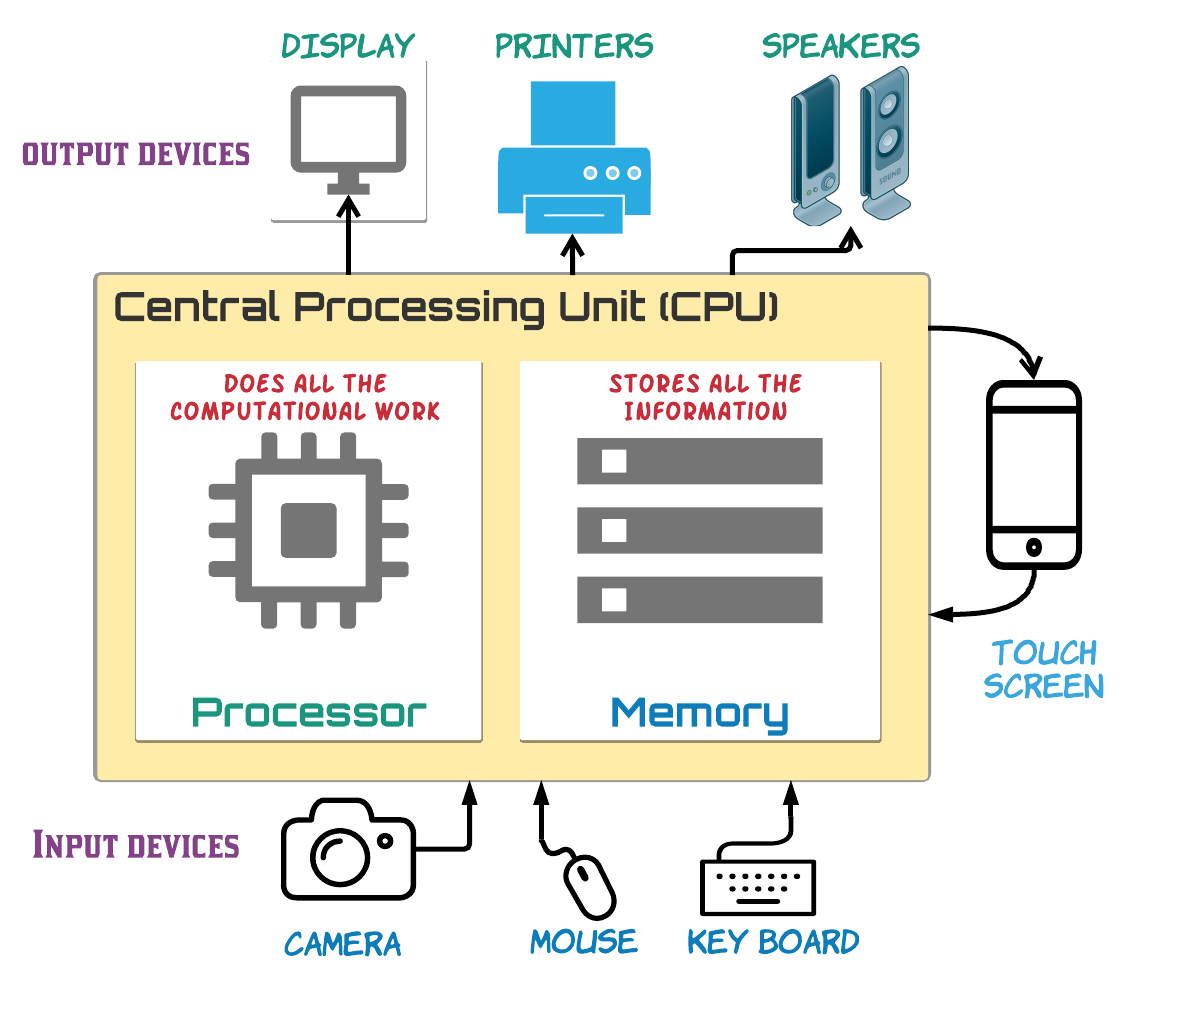 DISPLAY
PRINTERS
SPEAKERS
OUTPUT DEVICES
SOUND
Central Processing Unit (CPU)
DOES ALL THE
COMPUTATIONAL WORK
STORES ALL THE
INFORMATION
Processor
Memory
TOUCH
SCREEN
INPUT DEVICES
CAMERA
MOUSE
KEY BOARD